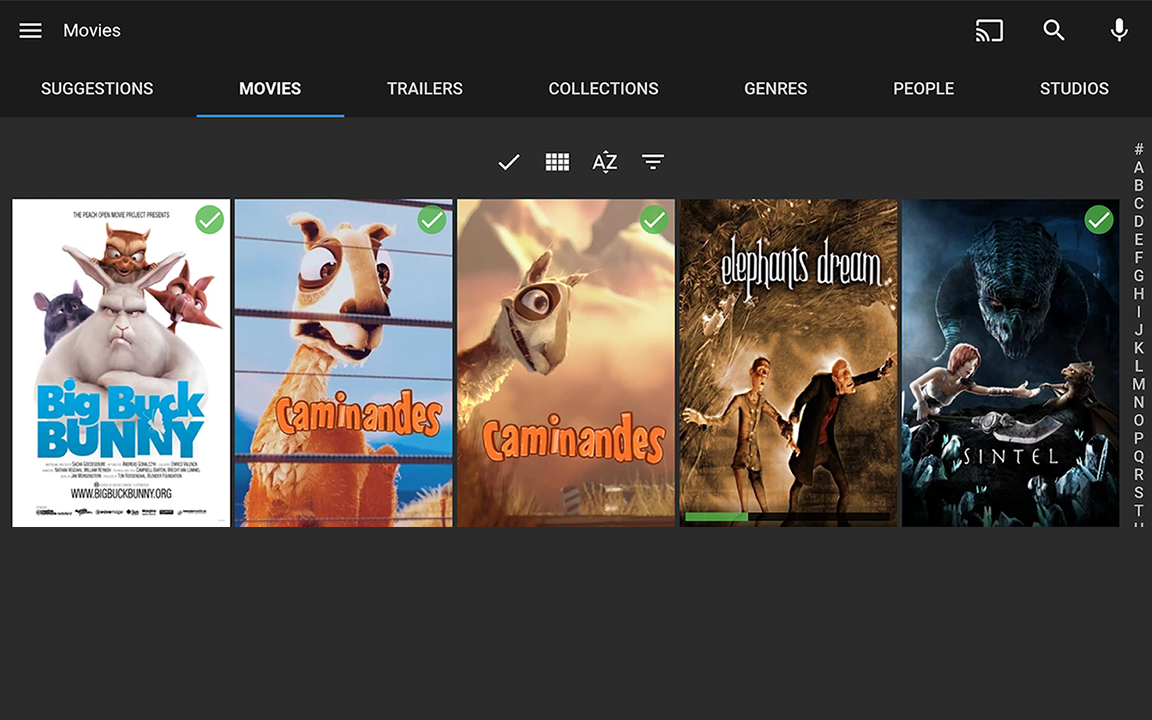 Movies
SUGGESTIONS
MOVIES
TRAILERS
COLLECTIONS
GENRES
PEOPLE
STUDIOS
AZ
THE PEACH OPEN MOVIE PROJECT PRESENTS
Big Buck
BUNNY
WWW.BIGBUCKBUNNY.ORG
Caminandes
Caminandes
elephants dream
SINTEL
#
A
B
C
D
E
F
G
H
I
J
K
L
M
N
O
P
Q
R
S
T